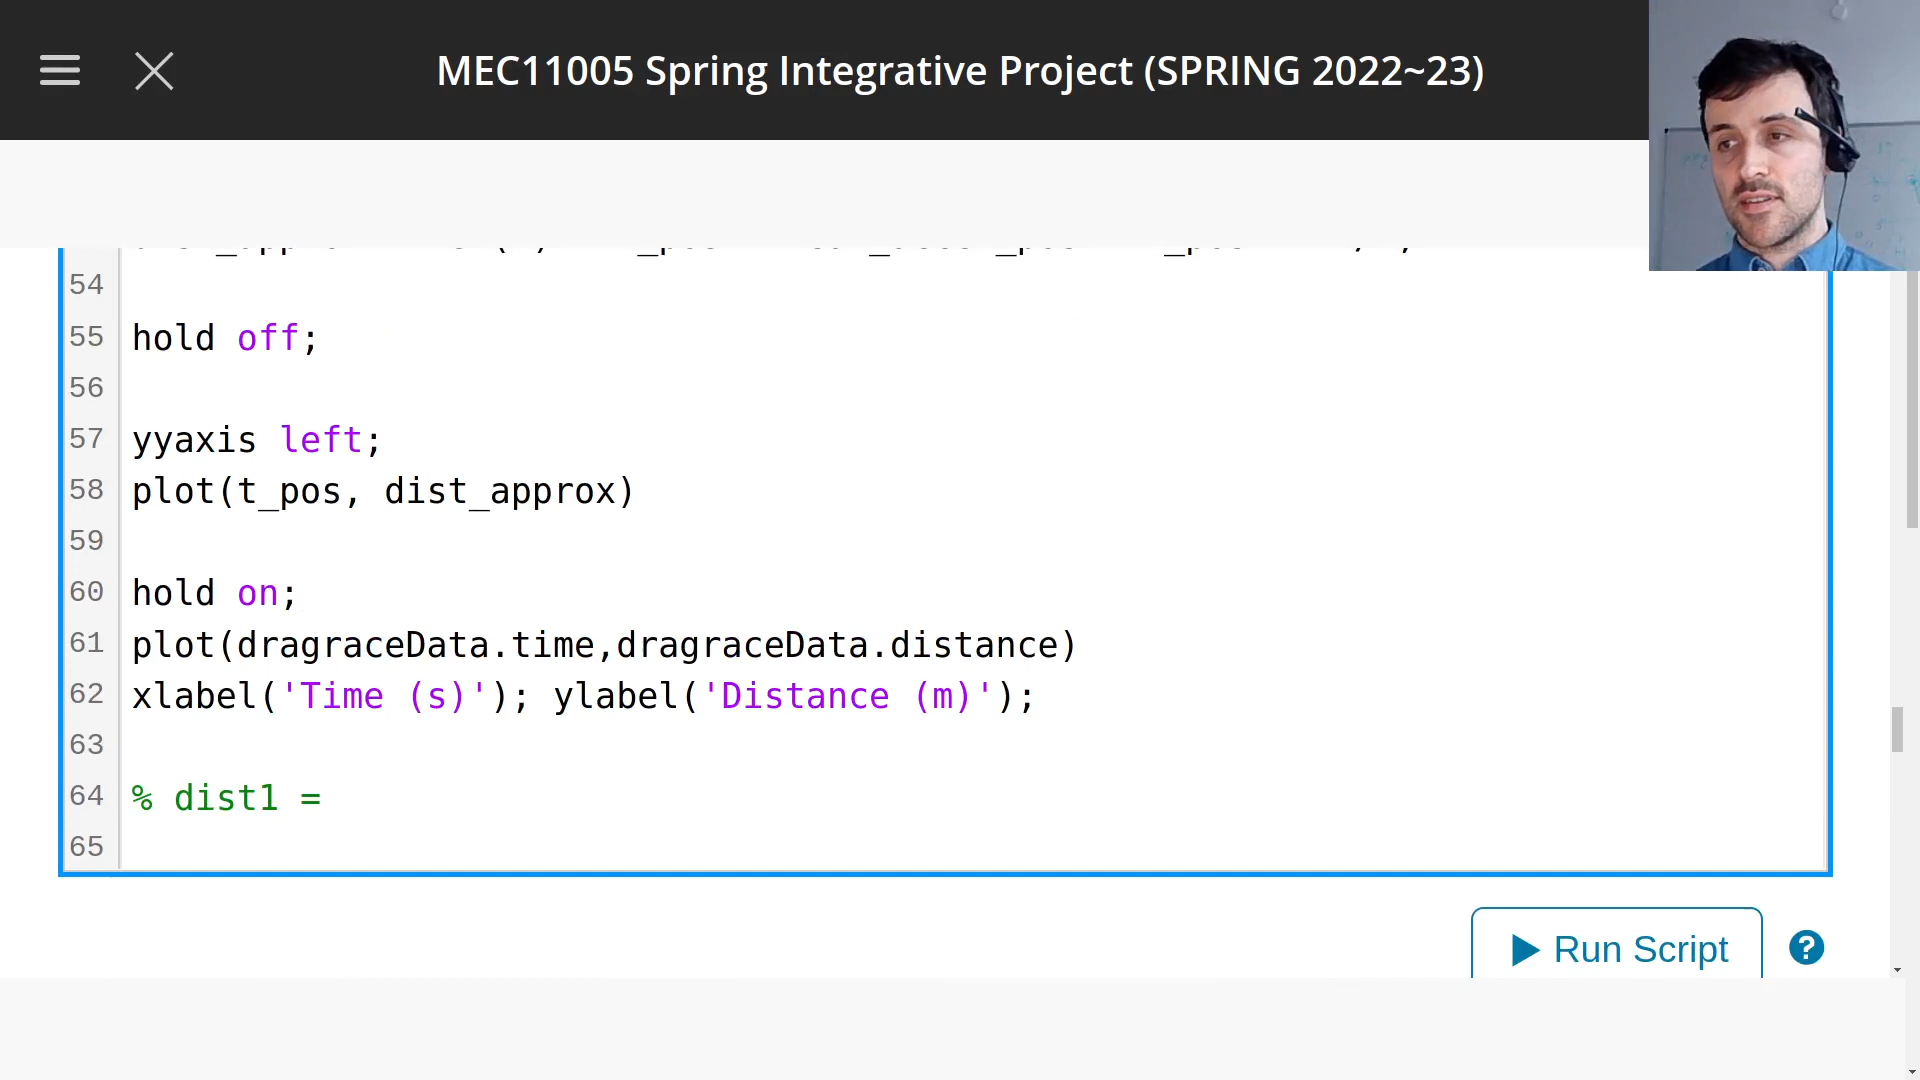 MEC11005 Spring Integrative Project (SPRING 2022~23)
54
55 hold off;
56
57 yyaxis left;
58 plot(t_pos, dist_approx)
59
60 hold on;
61 plot(dragraceData.time,dragraceData.distance)
62 xlabel('Time (s)'); ylabel('Distance (m)');
63
64 % dist1 =
65
Run Script
?